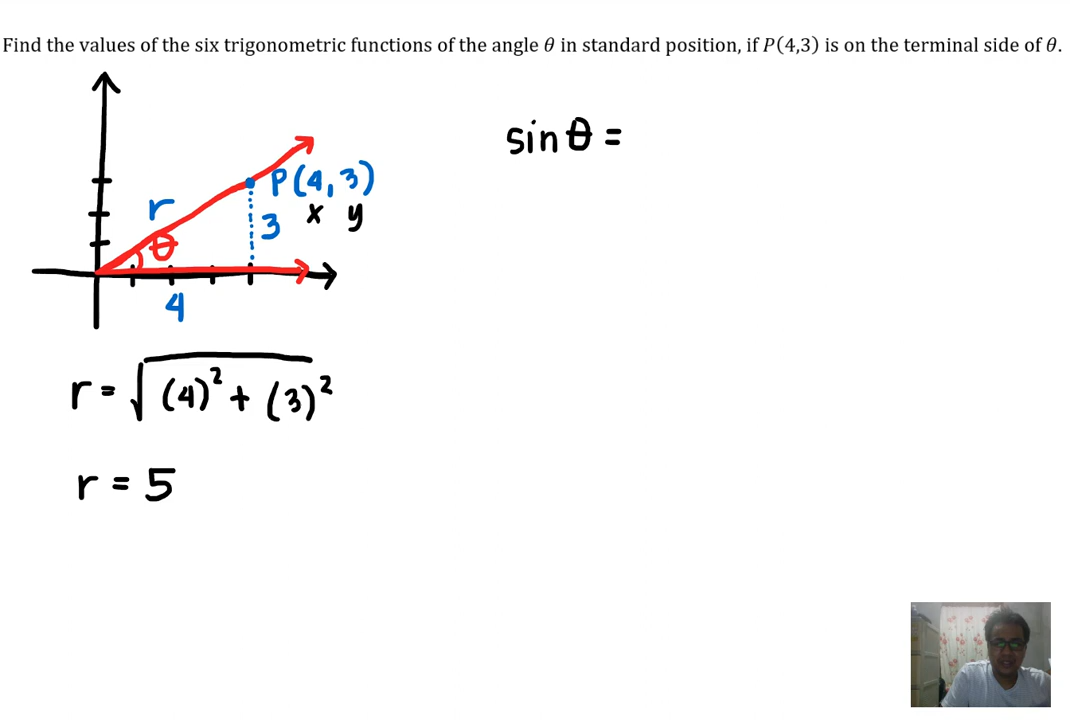 Find the values of the six trigonometric functions of the angle θ in standard position, if P(4,3) is on the terminal side of θ.
sin θ =
P(4, 3)
r
3
x y
θ
4
r = √(4)² + (3)²
r = 5